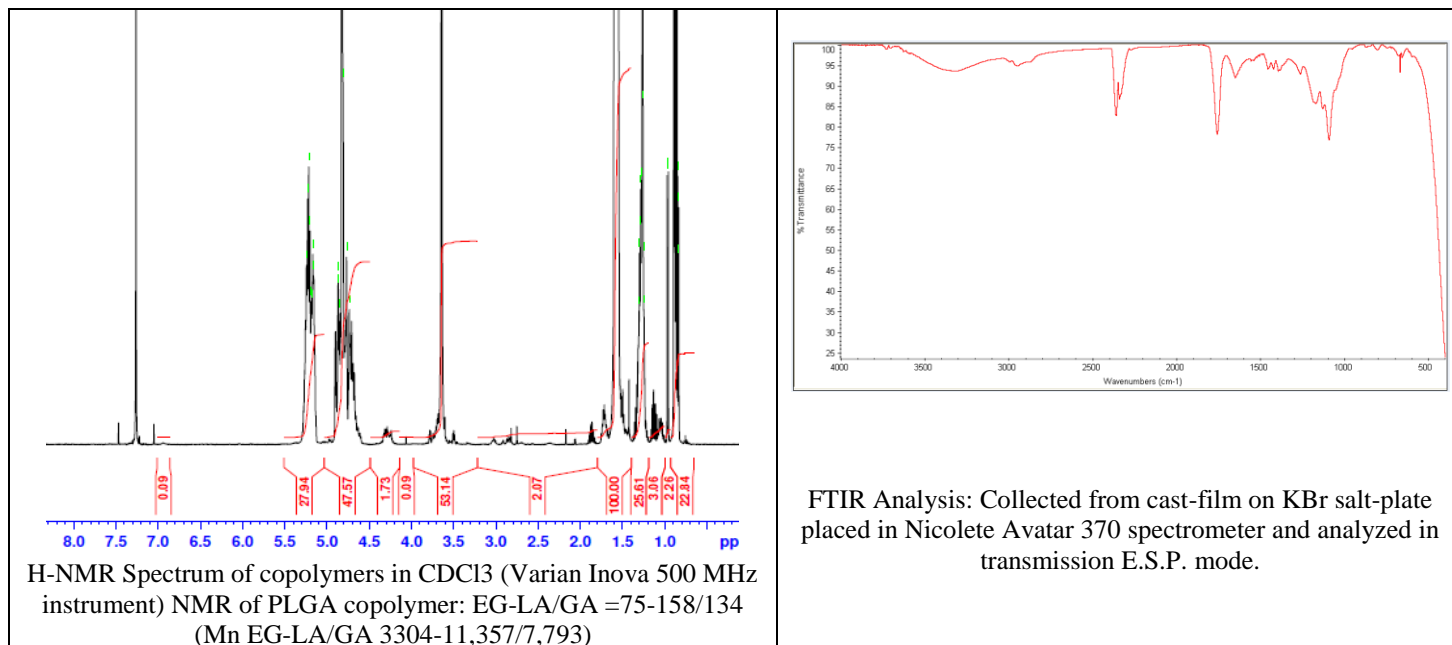 0.09
27.94
47.57
1.73
0.09
53.14
2.07
100.00
25.61
3.06
2.26
22.84
8.0 7.5 7.0 6.5 6.0 5.5 5.0 4.5 4.0 3.5 3.0 2.5 2.0 1.5 1.0 pp
H-NMR Spectrum of copolymers in CDCl3 (Varian Inova 500 MHz
instrument) NMR of PLGA copolymer: EG-LA/GA =75-158/134
(Mn EG-LA/GA 3304-11,357/7,793)
100
95
90
85
80
75
70
65
60
55
50
45
40
35
30
25
%Transmittance
4000 3500 3000 2500 2000 1500 1000 500
Wavenumbers (cm-1)
FTIR Analysis: Collected from cast-film on KBr salt-plate
placed in Nicolete Avatar 370 spectrometer and analyzed in
transmission E.S.P. mode.